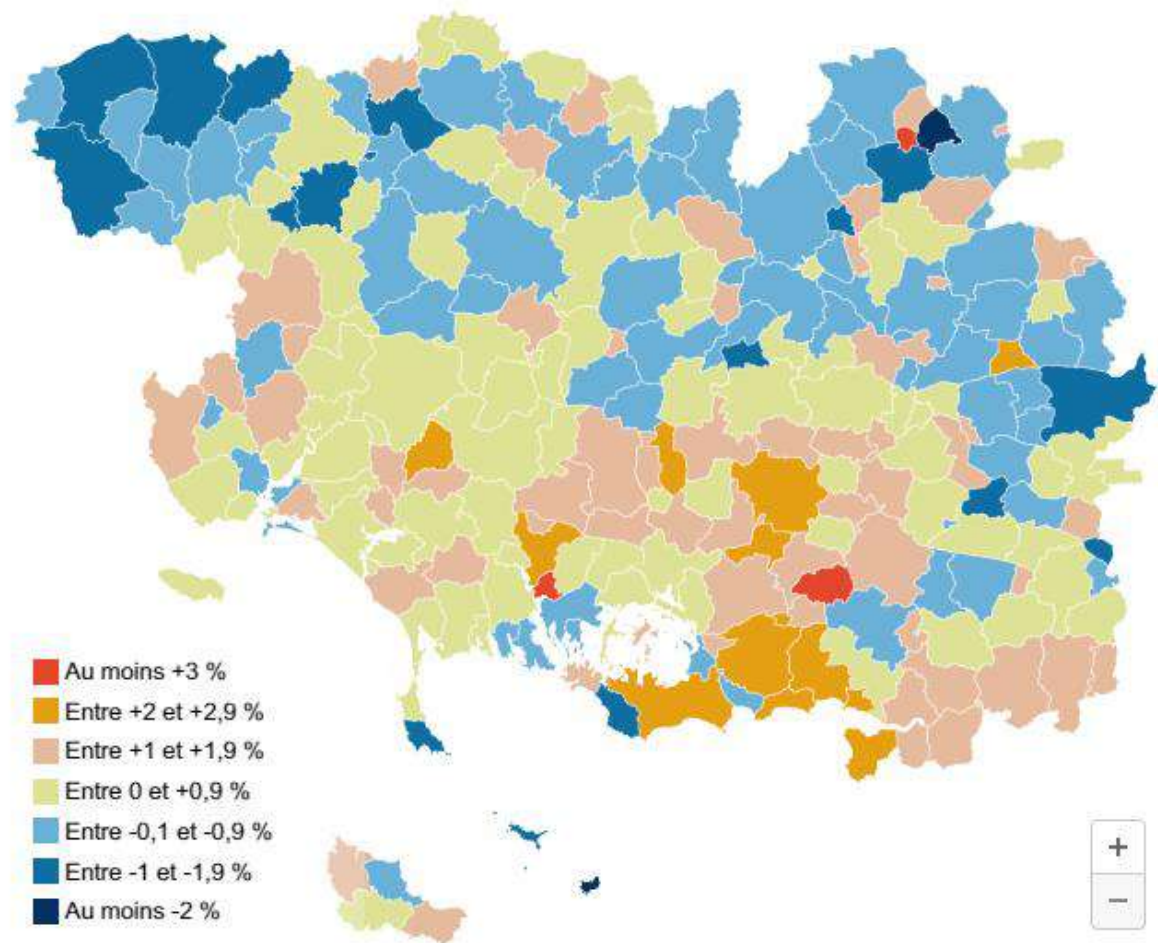 Au moins +3 %
Entre +2 et +2,9 %
Entre +1 et +1,9 %
Entre 0 et +0,9 %
Entre -0,1 et -0,9 %
Entre -1 et -1,9 %
Au moins -2 %
+
−